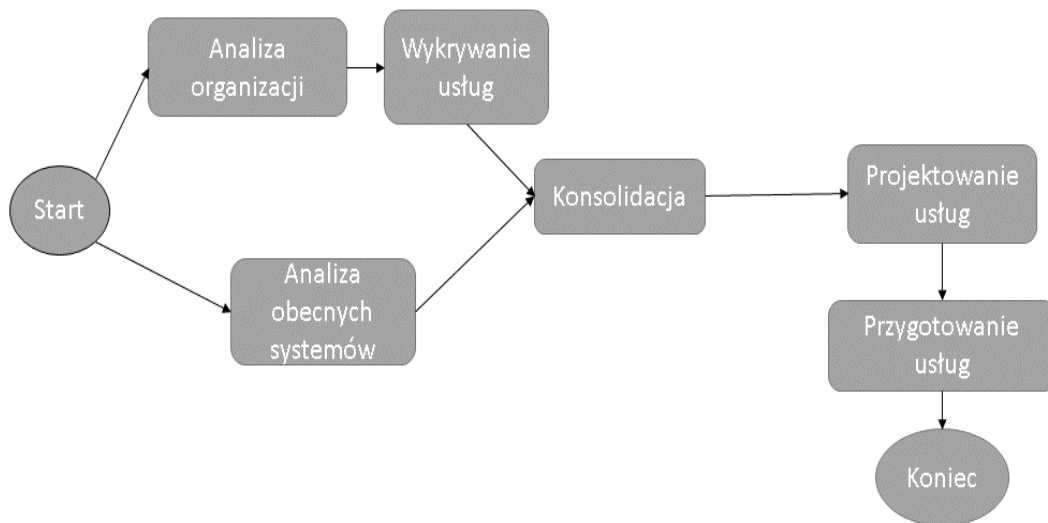 Analiza
organizacji
Wykrywanie
usług
Start
Konsolidacja
Projektowanie
usług
Analiza
obecnych
systemów
Przygotowanie
usług
Koniec